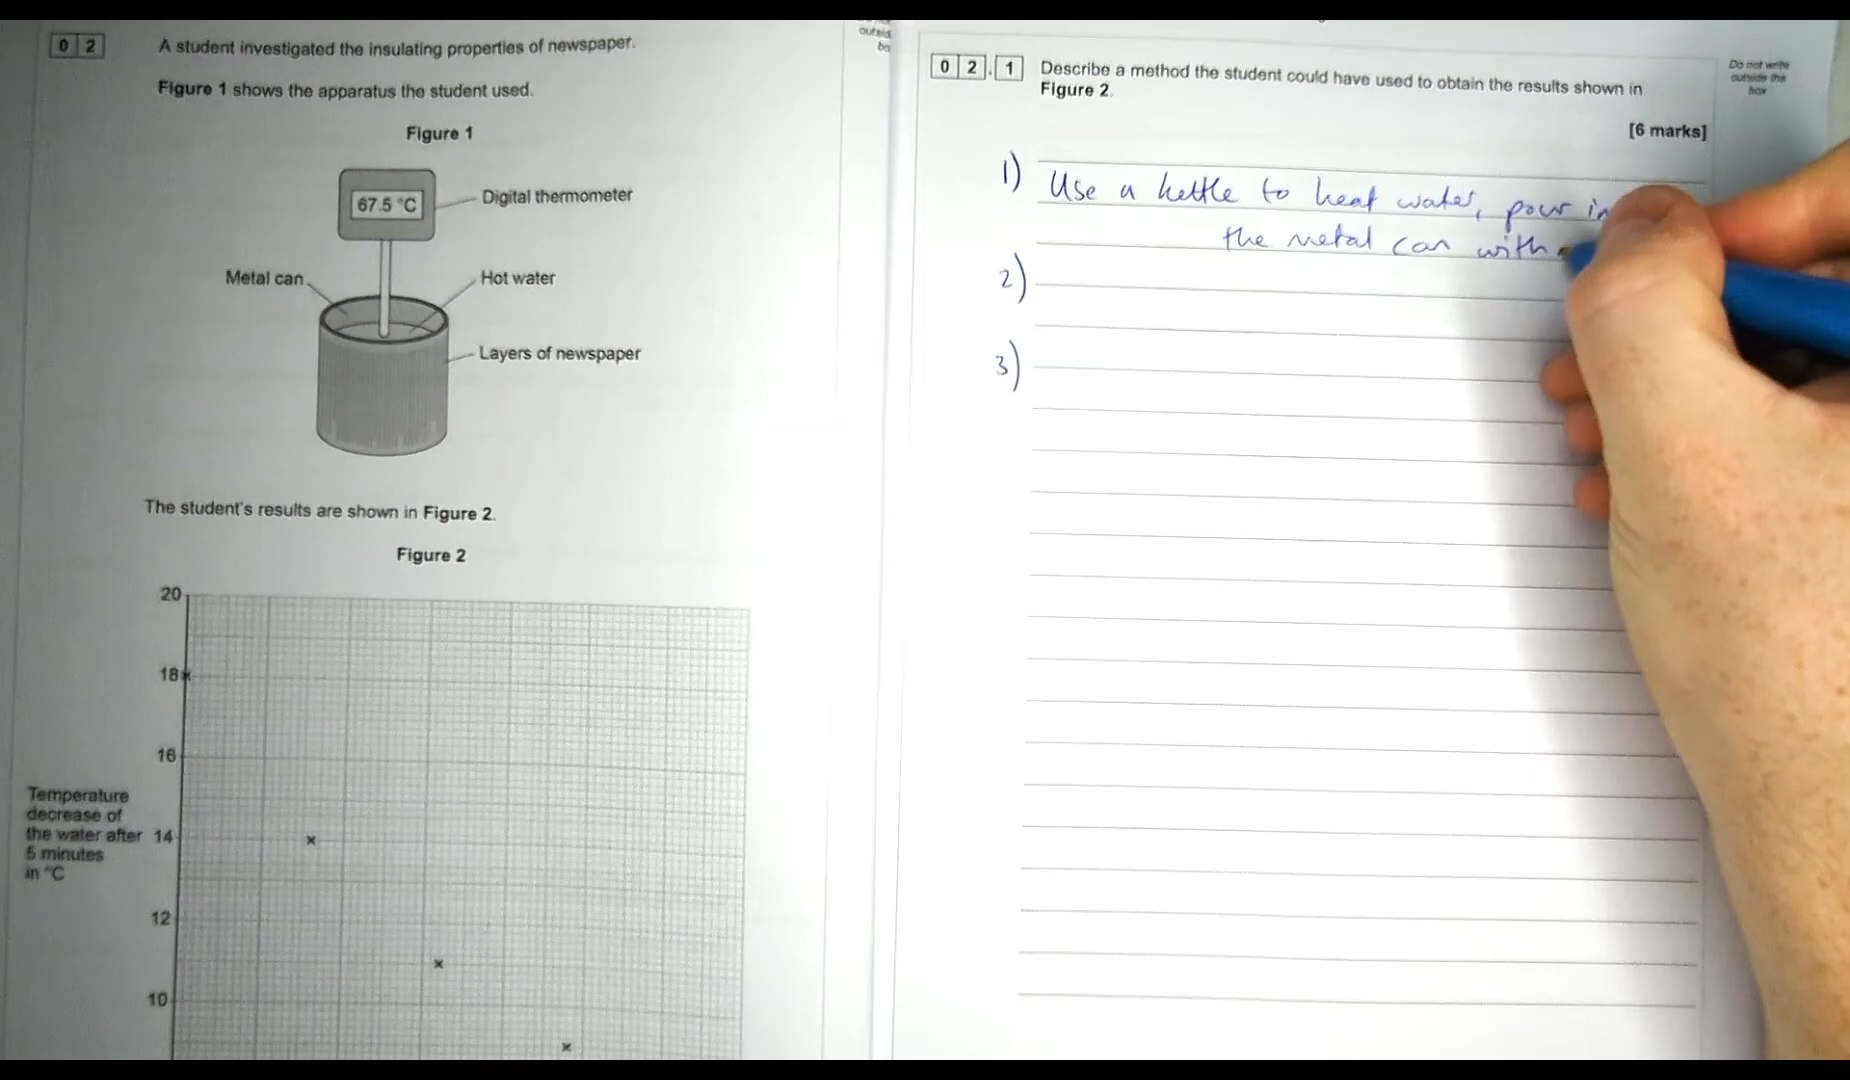 0 2
A student investigated the insulating properties of newspaper.
Figure 1 shows the apparatus the student used.
Figure 1
67.5 °C
Digital thermometer
Metal can
Hot water
Layers of newspaper
The student's results are shown in Figure 2.
Figure 2
20
18
16
14
12
10
Temperature
decrease of
the water after
5 minutes
in °C
outsid
bo
0 2 . 1
Describe a method the student could have used to obtain the results shown in
Figure 2.
[6 marks]
Do not write
outside the
box
1) Use a kettle to heat water, pour in
the metal can with
2)
3)